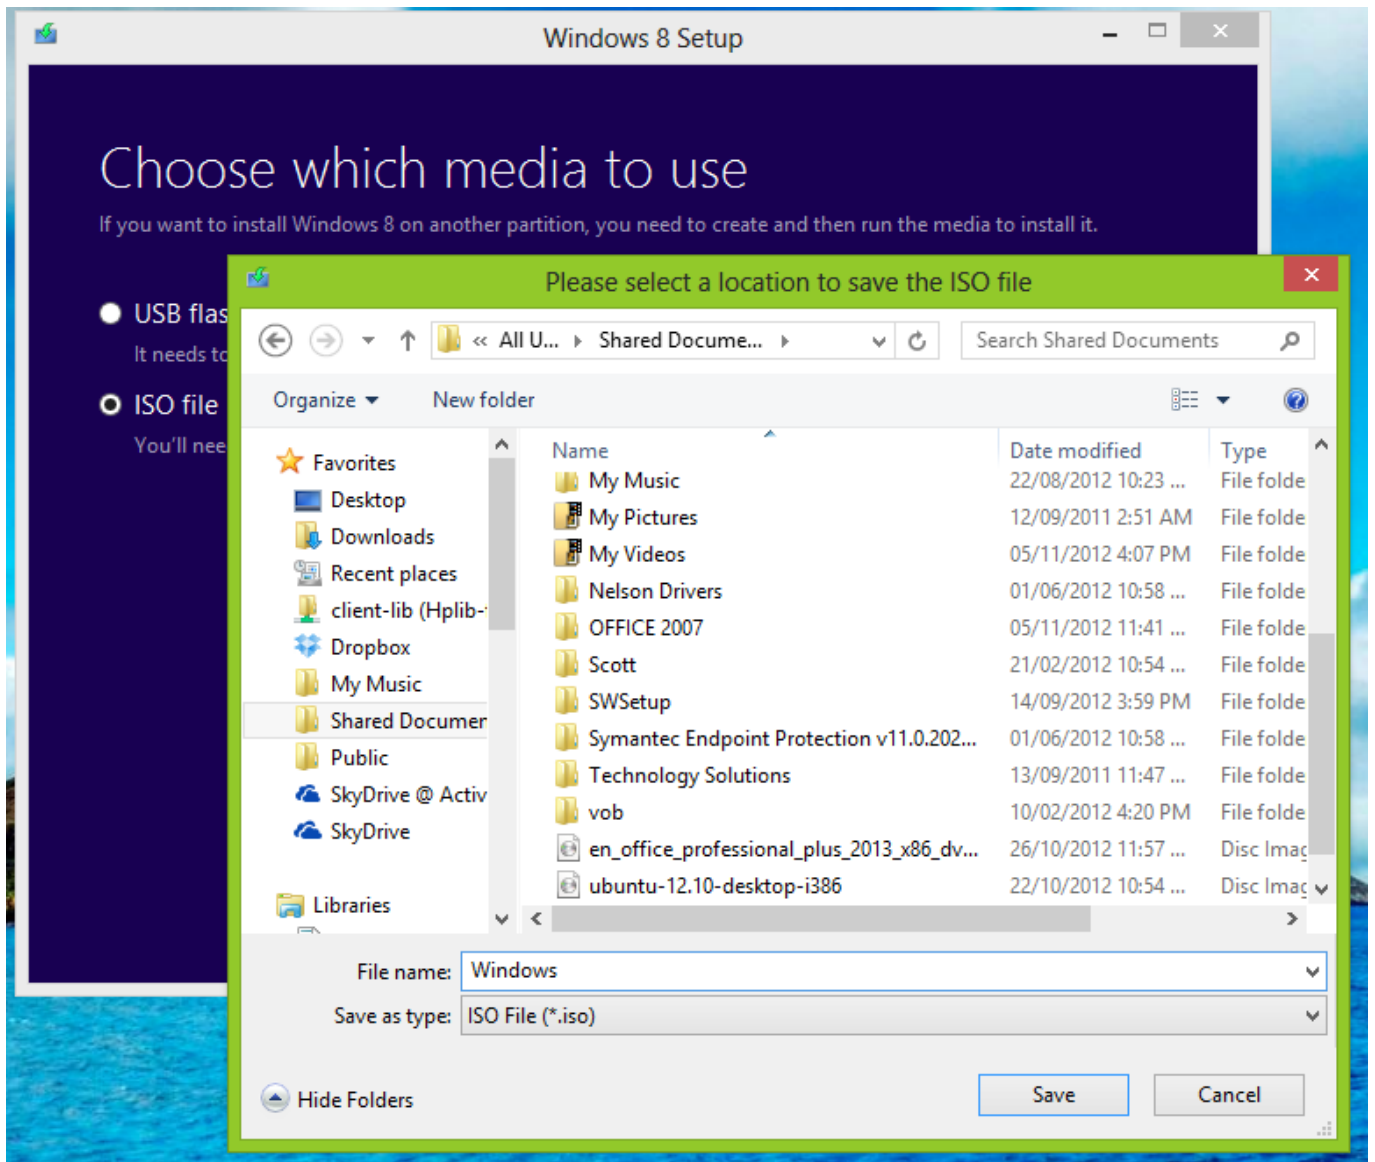 Windows 8 Setup
Choose which media to use
If you want to install Windows 8 on another partition, you need to create and then run the media to install it.
USB flas
It needs to
ISO file
You'll nee
Please select a location to save the ISO file
« All U... Shared Docume...
Search Shared Documents
Organize
New folder
Favorites
Desktop
Downloads
Recent places
client-lib (Hplib-
Dropbox
My Music
Shared Documen
Public
SkyDrive @ Activ
SkyDrive
Libraries
Name Date modified Type
My Music 22/08/2012 10:23 ... File folde
My Pictures 12/09/2011 2:51 AM File folde
My Videos 05/11/2012 4:07 PM File folde
Nelson Drivers 01/06/2012 10:58 ... File folde
OFFICE 2007 05/11/2012 11:41 ... File folde
Scott 21/02/2012 10:54 ... File folde
SWSetup 14/09/2012 3:59 PM File folde
Symantec Endpoint Protection v11.0.202... 01/06/2012 10:58 ... File folde
Technology Solutions 13/09/2011 11:47 ... File folde
vob 10/02/2012 4:20 PM File folde
en_office_professional_plus_2013_x86_dv... 26/10/2012 11:57 ... Disc Imag
ubuntu-12.10-desktop-i386 22/10/2012 10:54 ... Disc Imag
File name: Windows
Save as type: ISO File (*.iso)
Hide Folders
Save
Cancel